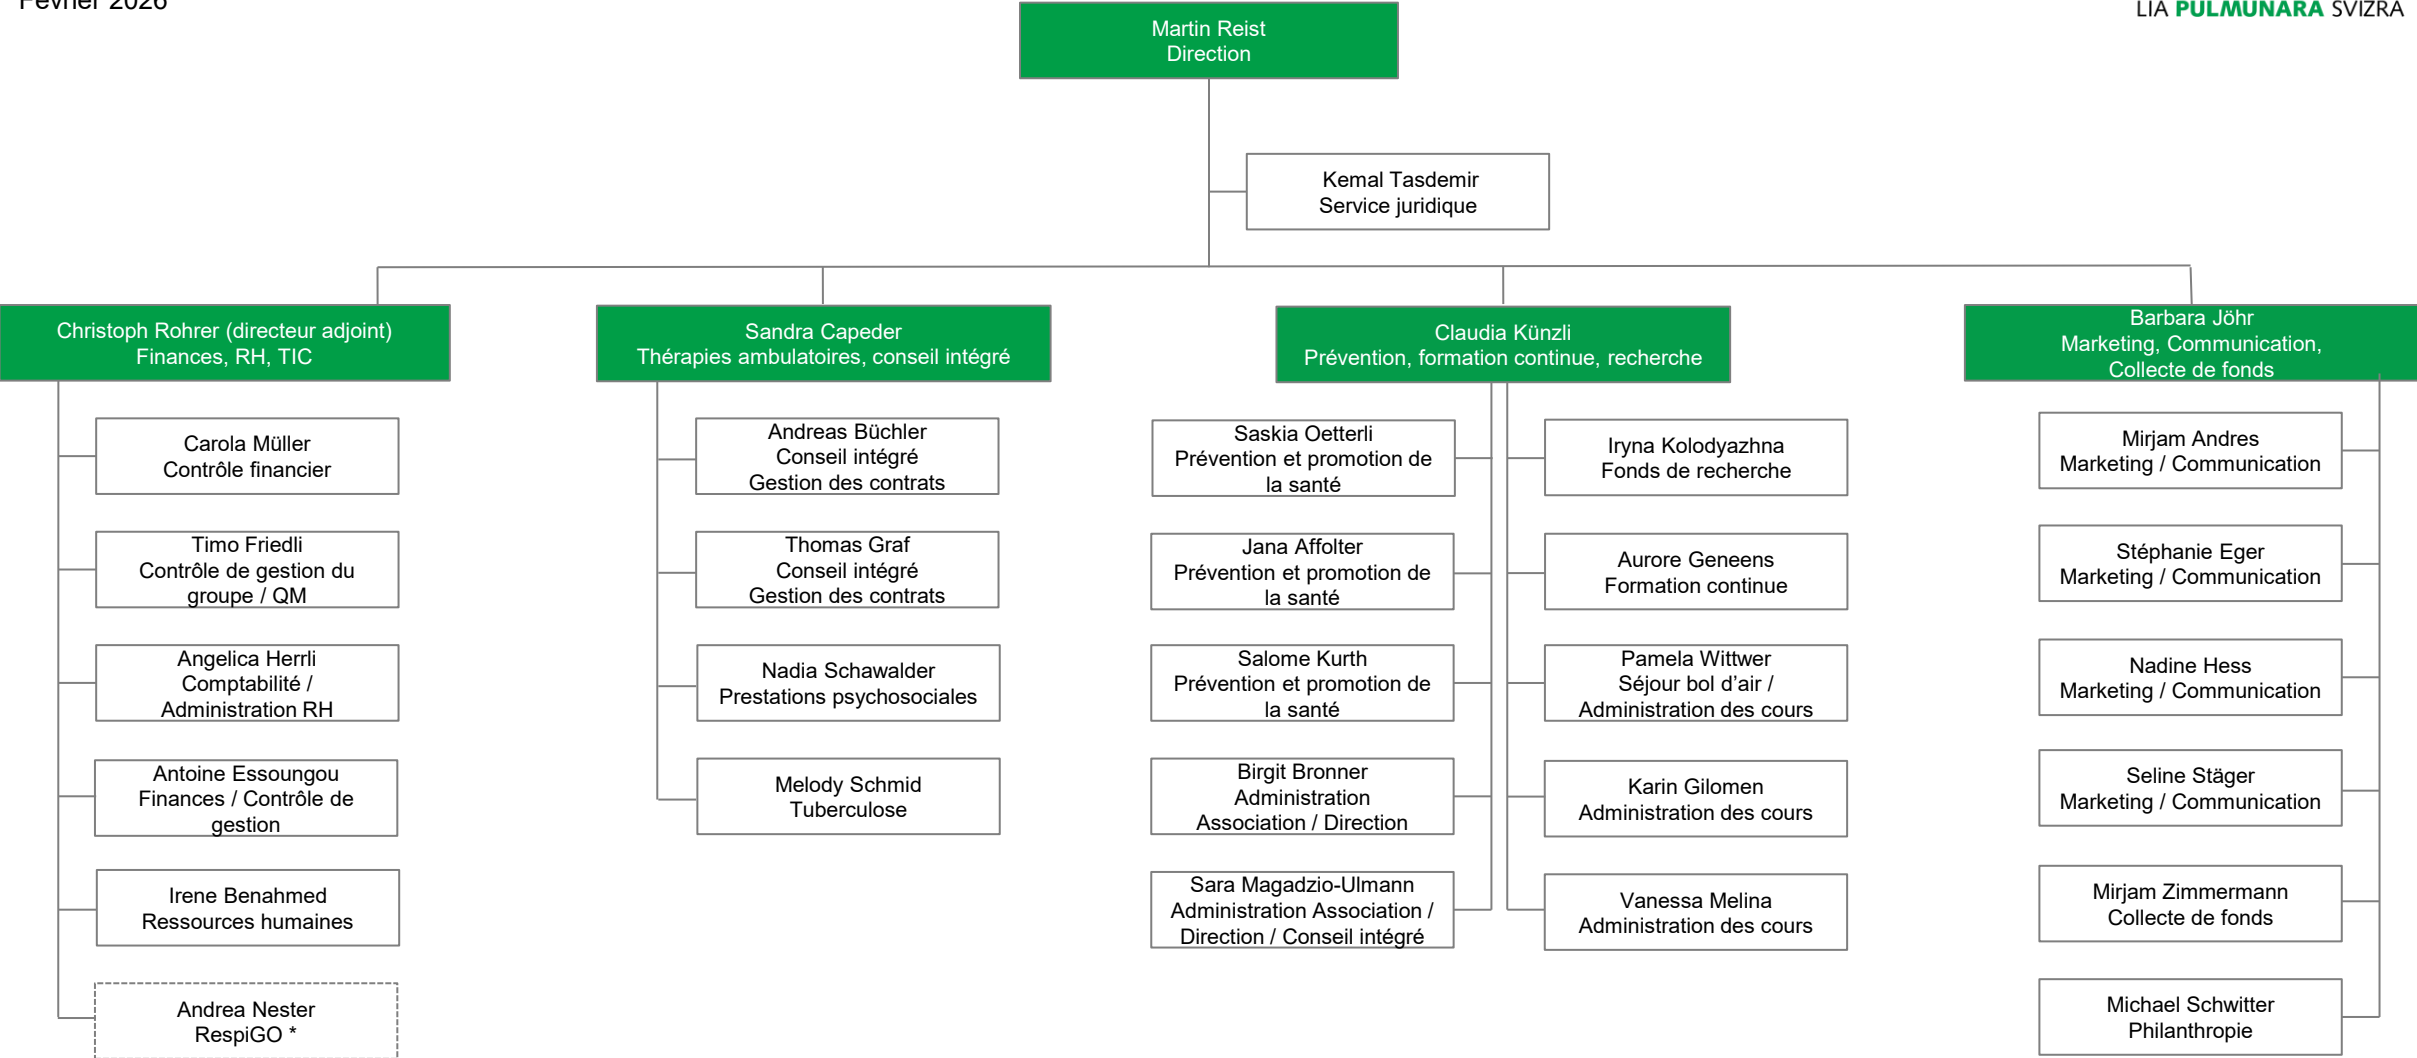 Février 2026
LIA PULMUNARA SVIZRA
Martin Reist
Direction
Kemal Tasdemir
Service juridique
Christoph Rohrer (directeur adjoint)
Finances, RH, TIC
Sandra Capeder
Thérapies ambulatoires, conseil intégré
Claudia Künzli
Prévention, formation continue, recherche
Barbara Jöhr
Marketing, Communication,
Collecte de fonds
Carola Müller
Contrôle financier
Timo Friedli
Contrôle de gestion du
groupe / QM
Angelica Herrli
Comptabilité /
Administration RH
Antoine Essoungou
Finances / Contrôle de
gestion
Irene Benahmed
Ressources humaines
Andrea Nester
RespiGO *
Andreas Büchler
Conseil intégré
Gestion des contrats
Thomas Graf
Conseil intégré
Gestion des contrats
Nadia Schawalder
Prestations psychosociales
Melody Schmid
Tuberculose
Saskia Oetterli
Prévention et promotion de
la santé
Jana Affolter
Prévention et promotion de
la santé
Salome Kurth
Prévention et promotion de
la santé
Birgit Bronner
Administration
Association / Direction
Sara Magadzio-Ulmann
Administration Association /
Direction / Conseil intégré
Iryna Kolodyazhna
Fonds de recherche
Aurore Geneens
Formation continue
Pamela Wittwer
Séjour bol d’air /
Administration des cours
Karin Gilomen
Administration des cours
Vanessa Melina
Administration des cours
Mirjam Andres
Marketing / Communication
Stéphanie Eger
Marketing / Communication
Nadine Hess
Marketing / Communication
Seline Stäger
Marketing / Communication
Mirjam Zimmermann
Collecte de fonds
Michael Schwitter
Philanthropie